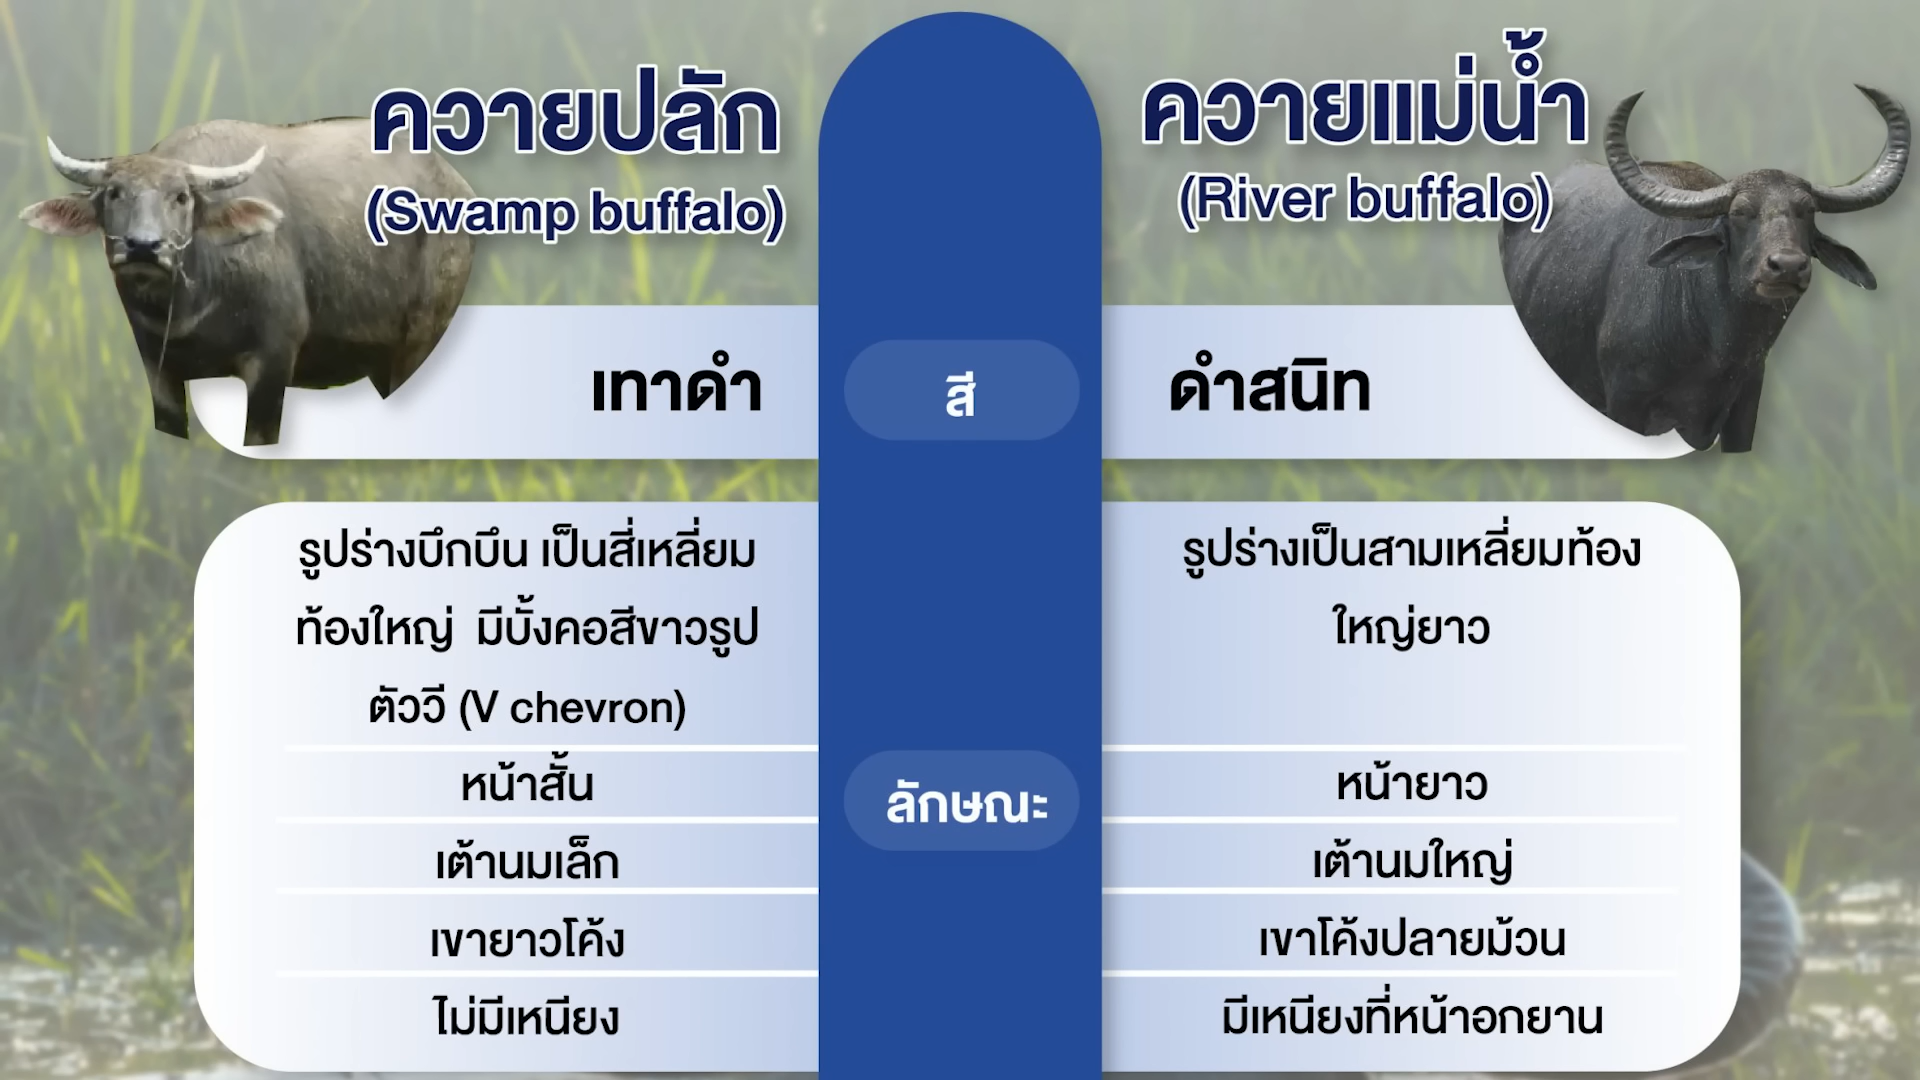 ควายปลัก
(Swamp buffalo)
ควายแม่น้ำ
(River buffalo)
เทาดำ
สี
ดำสนิท
รูปร่างบึกบึน เป็นสี่เหลี่ยม
ท้องใหญ่ มีบั้งคอสีขาวรูป
ตัววี (V chevron)
รูปร่างเป็นสามเหลี่ยมท้อง
ใหญ่ยาว
ลักษณะ
หน้าสั้น
หน้ายาว
เต้านมเล็ก
เต้านมใหญ่
เขายาวโค้ง
เขาโค้งปลายม้วน
ไม่มีเหนียง
มีเหนียงที่หน้าอกยาน